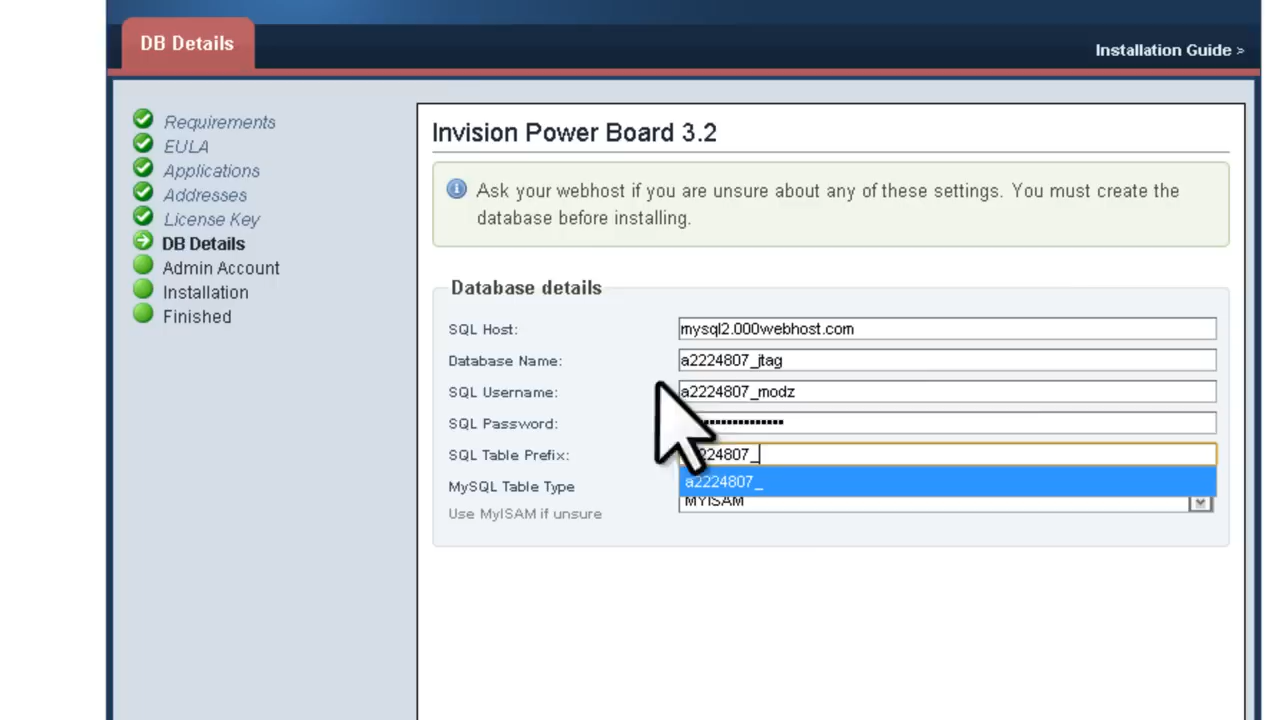 DB Details
Installation Guide >
Requirements
EULA
Applications
Addresses
License Key
DB Details
Admin Account
Installation
Finished
Invision Power Board 3.2
Ask your webhost if you are unsure about any of these settings. You must create the
database before installing.
Database details
SQL Host:
mysql2.000webhost.com
Database Name:
a2224807_jtag
SQL Username:
a2224807_modz
SQL Password:
SQL Table Prefix:
224807_
a2224807_
MySQL Table Type
MYISAM
Use MyISAM if unsure